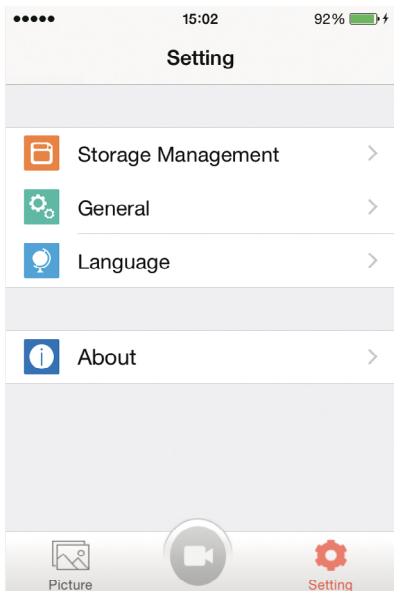 15:02 92%
Setting
Storage Management
General
Language
About
Picture Setting